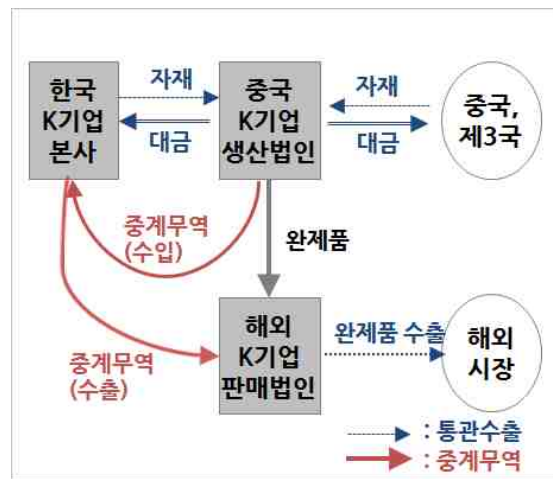 한국
K기업
본사
자재
대금
중국
K기업
생산법인
자재
대금
중국,
제3국
중계무역
(수입)
완제품
중계무역
(수출)
해외
K기업
판매법인
완제품 수출
해외
시장
: 통관수출
: 중계무역